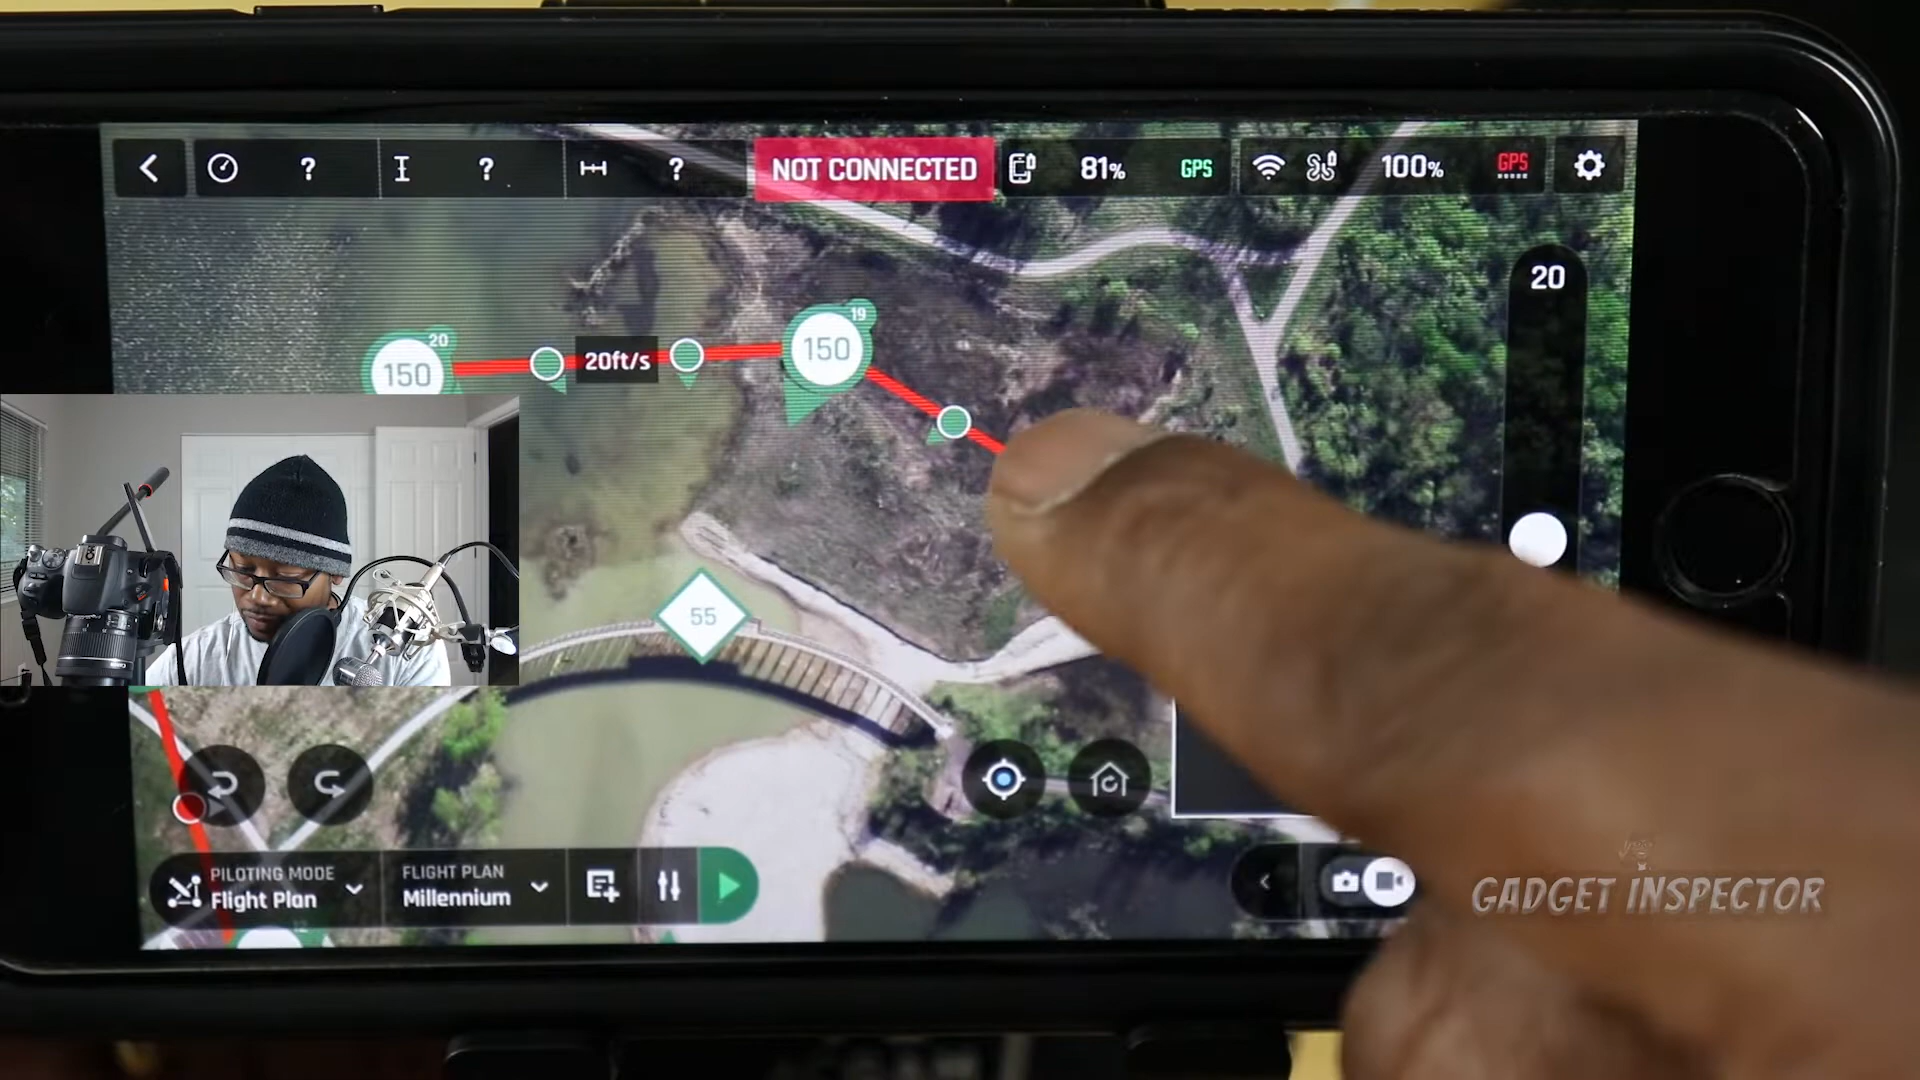 ? ? ? NOT CONNECTED 81% GPS 100% GPS
20
20
19
150
20ft/s
150
55
PILOTING MODE
Flight Plan
FLIGHT PLAN
Millennium
12
GADGET INSPECTOR